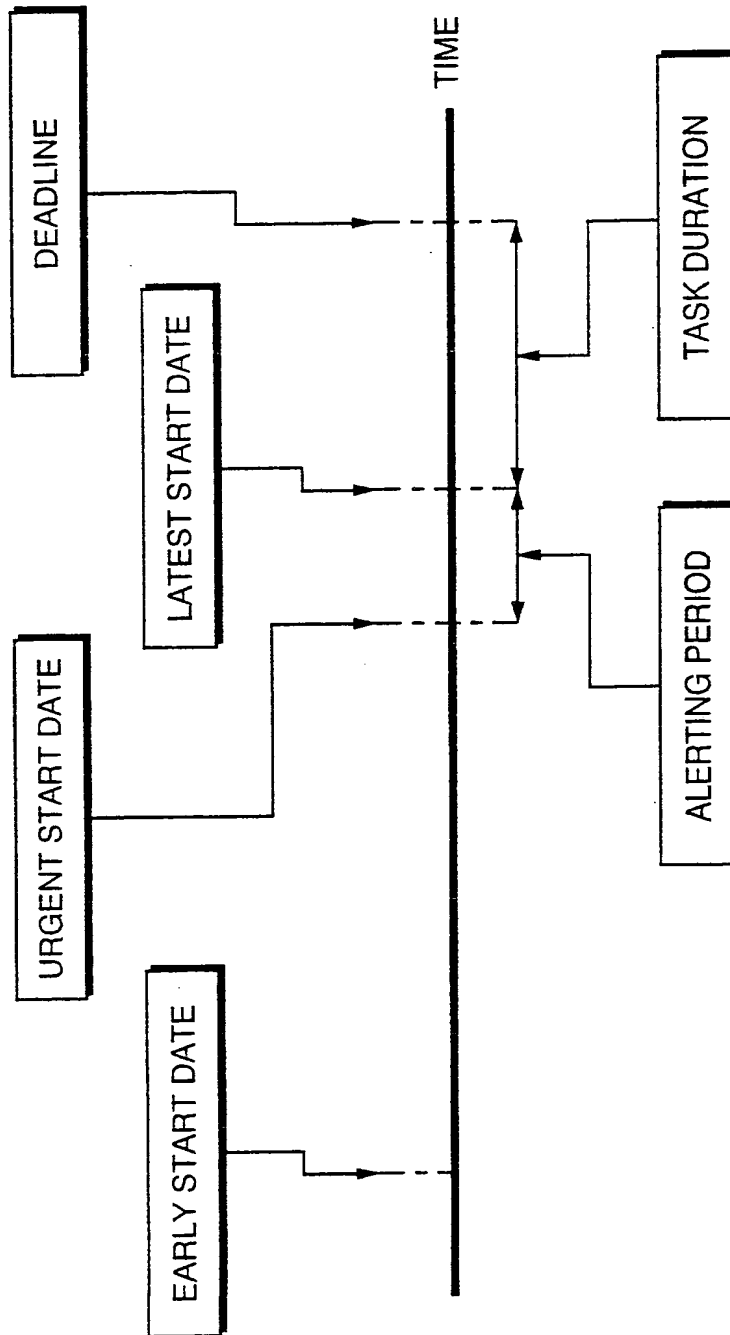 EARLY START DATE
URGENT START DATE
LATEST START DATE
DEADLINE
TIME
ALERTING PERIOD
TASK DURATION